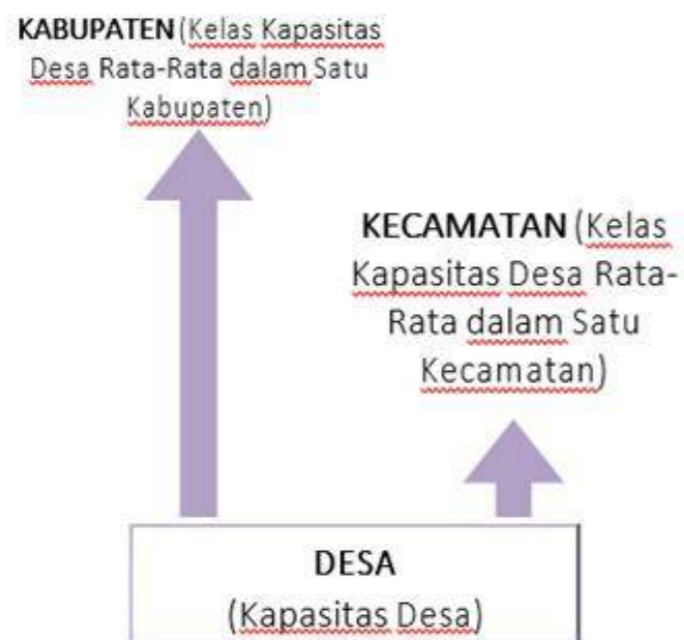 KABUPATEN (Kelas Kapasitas
Desa Rata-Rata dalam Satu
Kabupaten)
KECAMATAN (Kelas
Kapasitas Desa Rata-
Rata dalam Satu
Kecamatan)
DESA
(Kapasitas Desa)